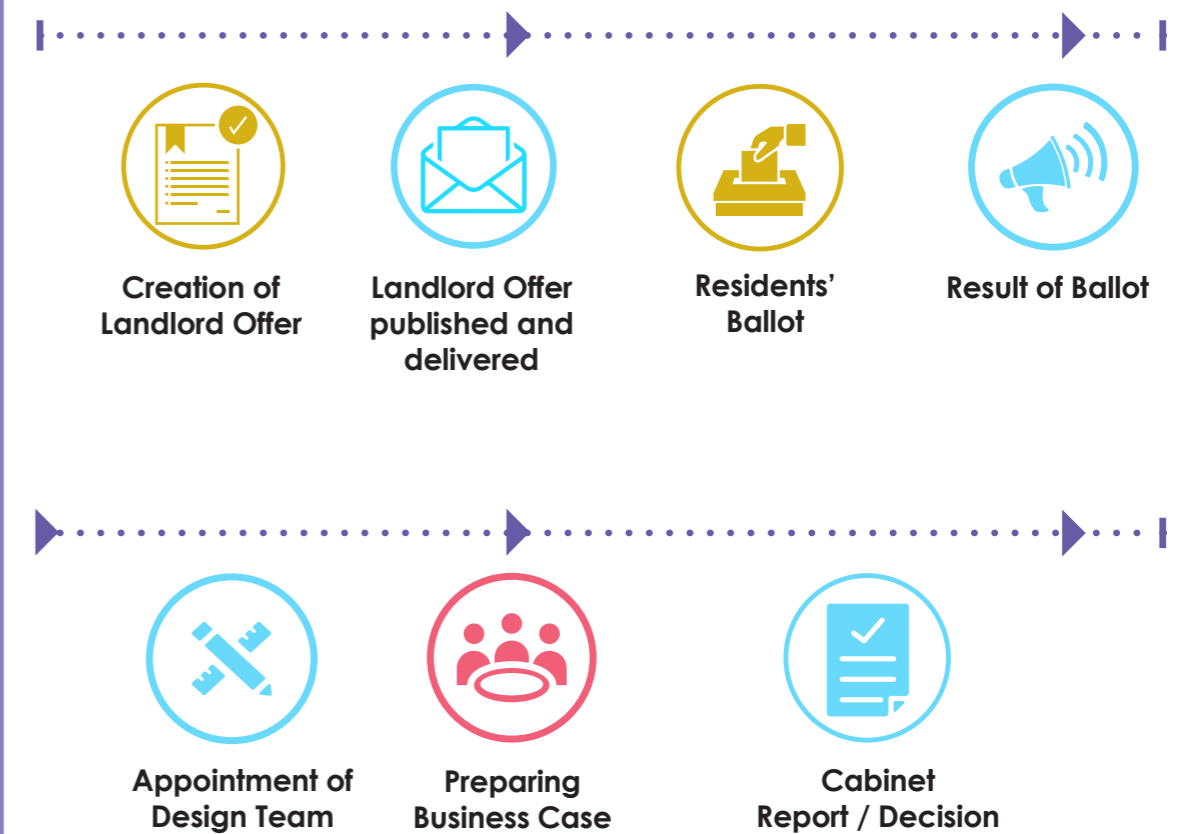 Creation of
Landlord Offer
Landlord Offer
published and
delivered
Residents’
Ballot
Result of Ballot
Appointment of
Design Team
Preparing
Business Case
Cabinet
Report / Decision